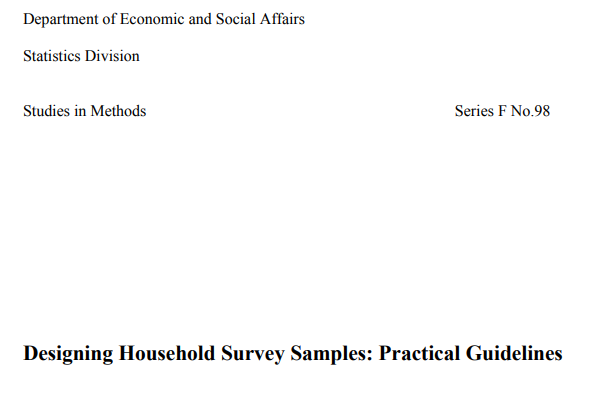 Department of Economic and Social Affairs
Statistics Division
Studies in Methods Series F No.98
Designing Household Survey Samples: Practical Guidelines